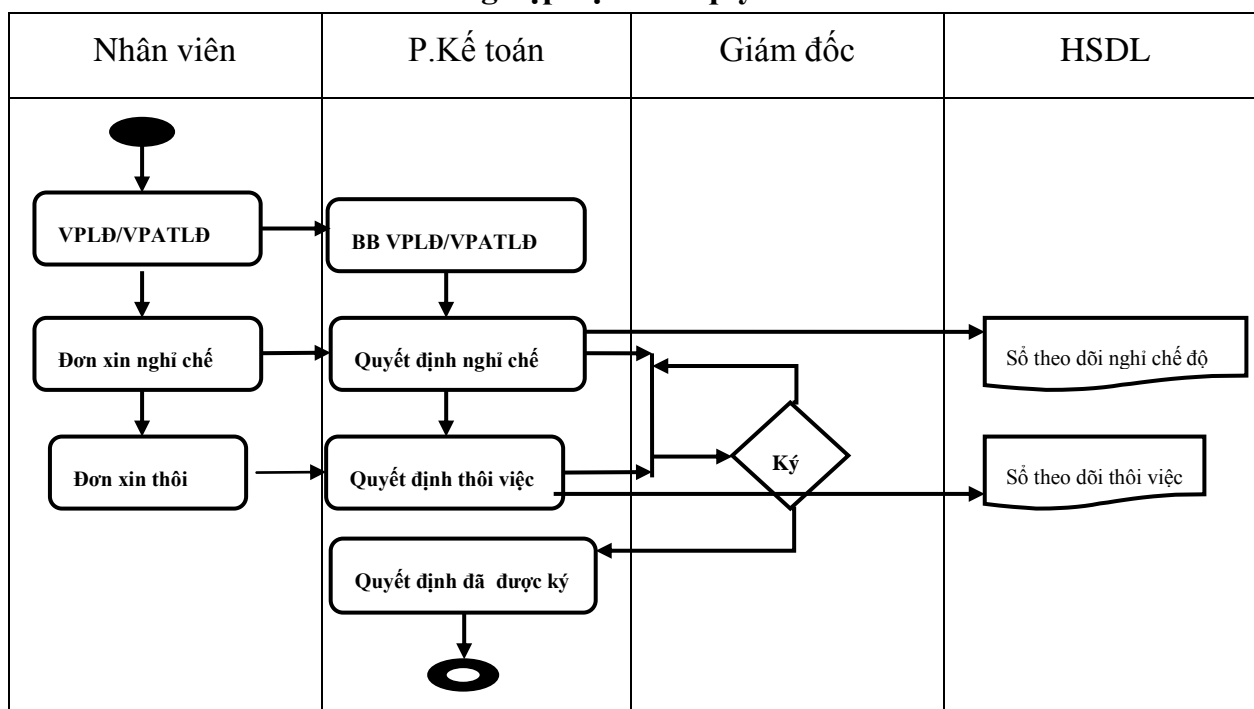 Nhân viên
P.Kế toán
Giám đốc
HSDL
VPLĐ/VPATLĐ
BB VPLĐ/VPATLĐ
Đơn xin nghỉ chế
Quyết định nghỉ chế
Sổ theo dõi nghỉ chế độ
Đơn xin thôi
Quyết định thôi việc
Ký
Sổ theo dõi thôi việc
Quyết định đã được ký